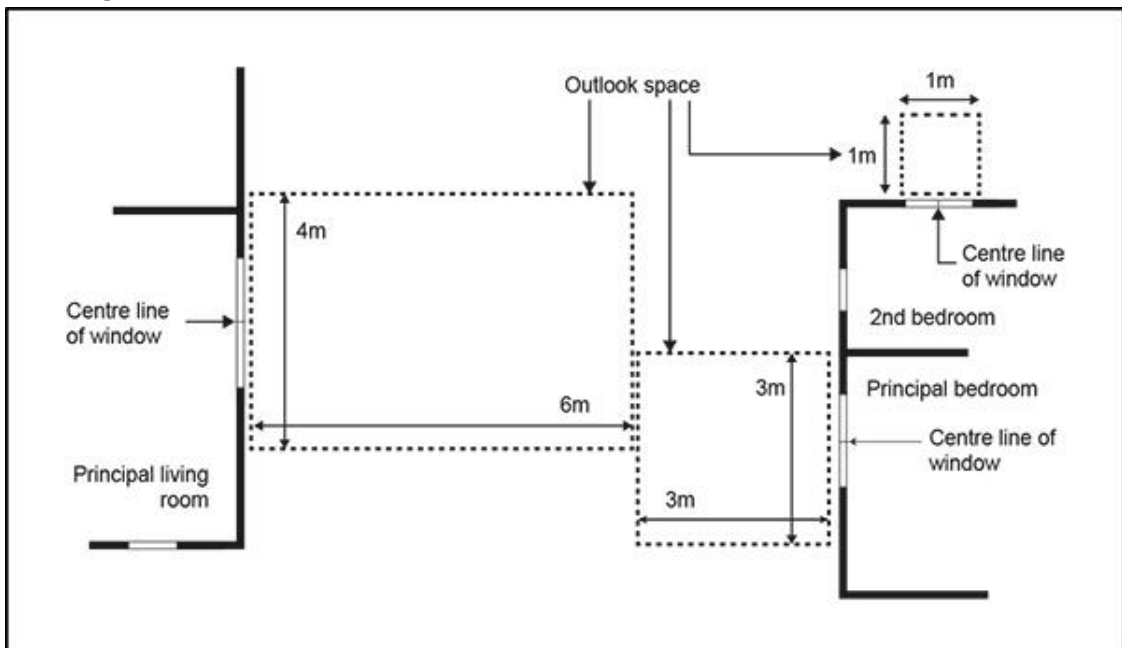 Outlook space
1m
1m
4m
Centre line
of window
Centre line
of window
2nd bedroom
Principal bedroom
3m
6m
Centre line of
window
Principal living
room
3m